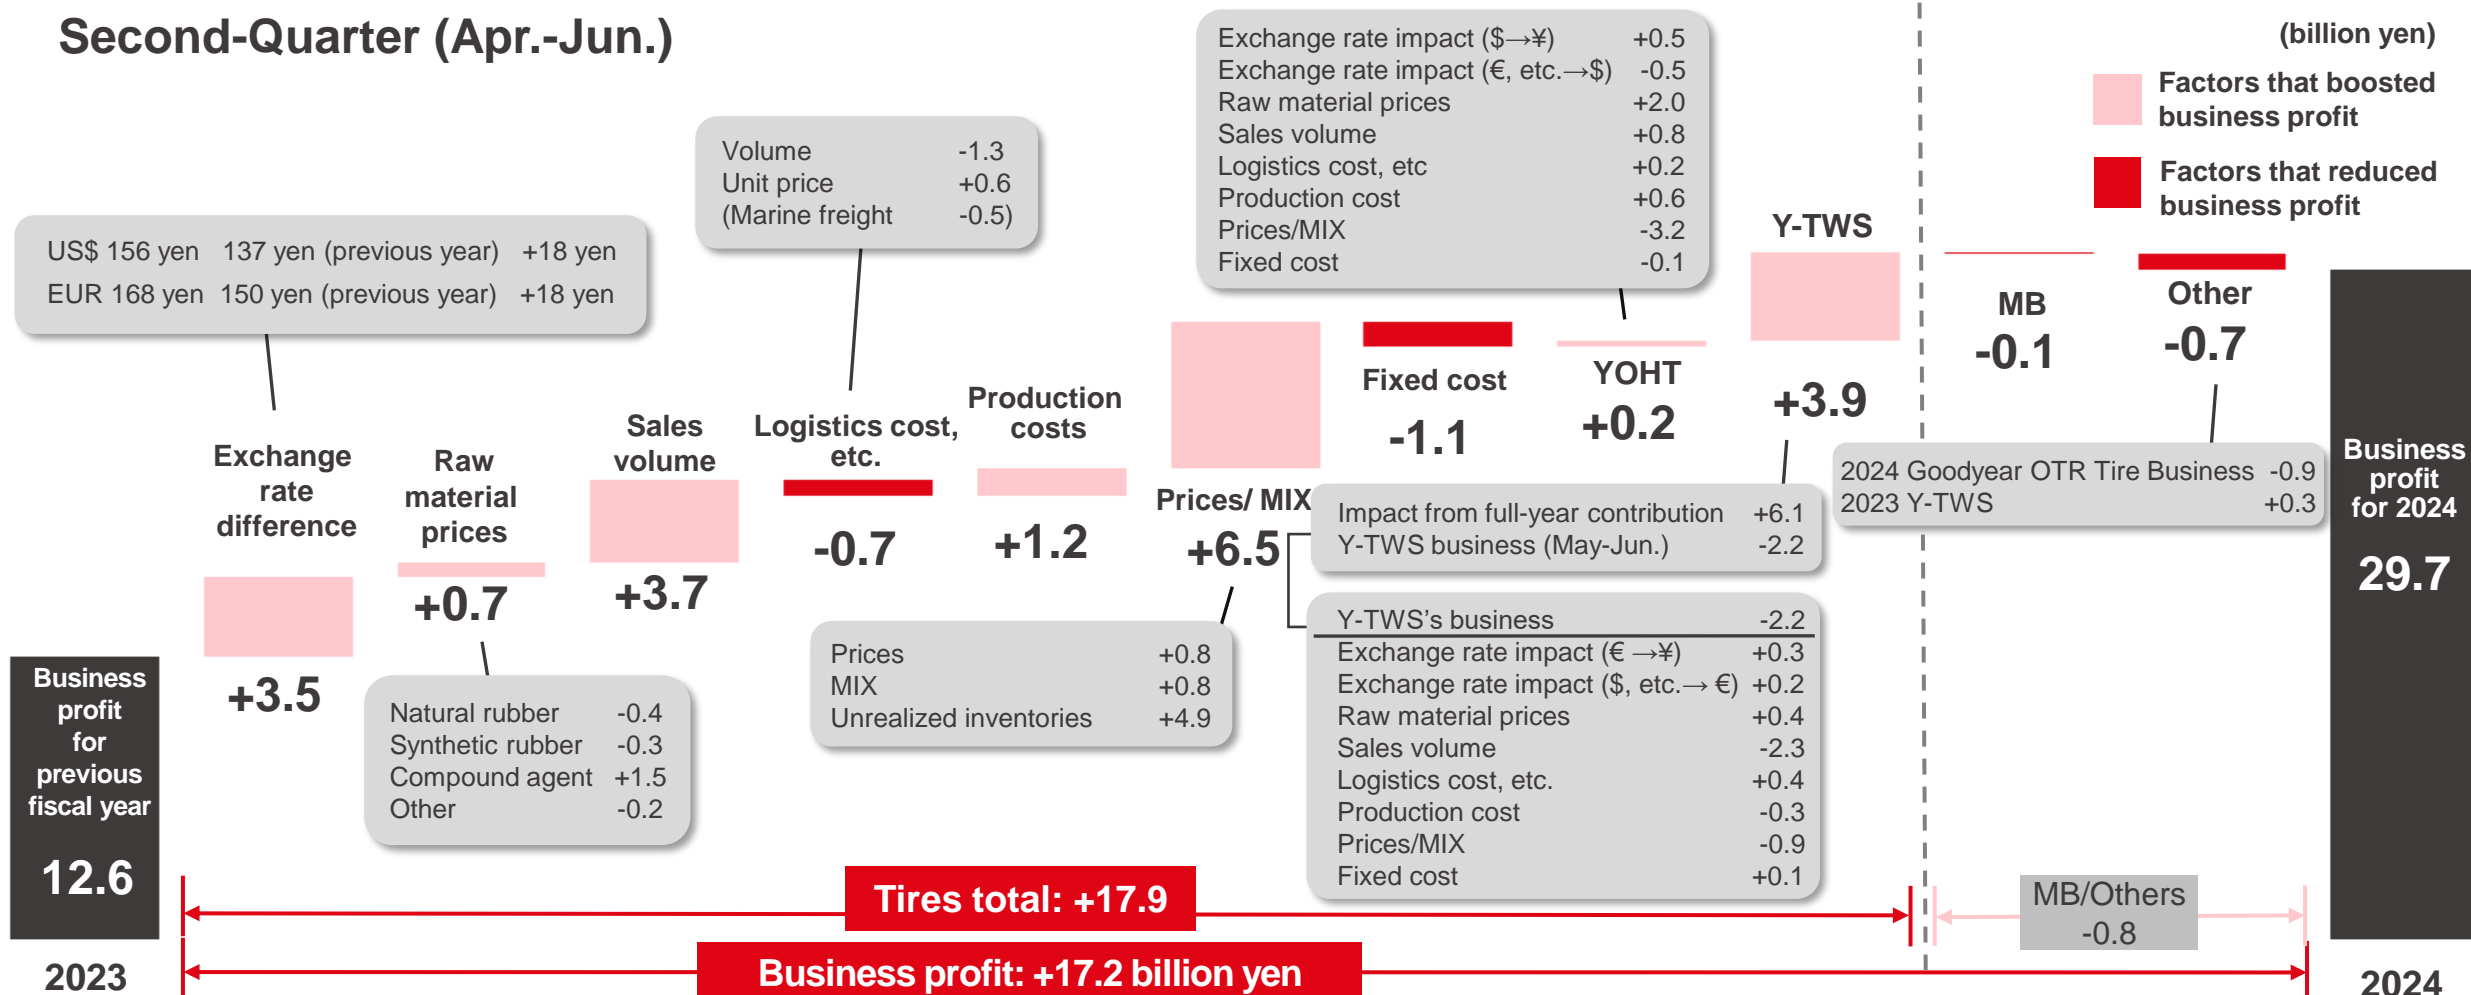 Second-Quarter (Apr.-Jun.)
(billion yen)
Factors that boosted
business profit
Factors that reduced
business profit
Business
profit
for
previous
fiscal year
12.6
2023
US$ 156 yen 137 yen (previous year) +18 yen
EUR 168 yen 150 yen (previous year) +18 yen
Exchange
rate
difference
+3.5
Raw
material
prices
+0.7
Natural rubber -0.4
Synthetic rubber -0.3
Compound agent +1.5
Other -0.2
Sales
volume
+3.7
Volume -1.3
Unit price +0.6
(Marine freight -0.5)
Logistics cost,
etc.
-0.7
Production
costs
+1.2
Prices/ MIX
+6.5
Prices +0.8
MIX +0.8
Unrealized inventories +4.9
Fixed cost
-1.1
Exchange rate impact ($→¥) +0.5
Exchange rate impact (€, etc.→$) -0.5
Raw material prices +2.0
Sales volume +0.8
Logistics cost, etc +0.2
Production cost +0.6
Prices/MIX -3.2
Fixed cost -0.1
YOHT
+0.2
Y-TWS
+3.9
Impact from full-year contribution +6.1
Y-TWS business (May-Jun.) -2.2
Y-TWS's business -2.2
Exchange rate impact (€ →¥) +0.3
Exchange rate impact ($, etc.→ €) +0.2
Raw material prices +0.4
Sales volume -2.3
Logistics cost, etc. +0.4
Production cost -0.3
Prices/MIX -0.9
Fixed cost +0.1
MB
-0.1
Other
-0.7
2024 Goodyear OTR Tire Business -0.9
2023 Y-TWS +0.3
Business
profit
for 2024
29.7
2024
Tires total: +17.9
MB/Others
-0.8
Business profit: +17.2 billion yen